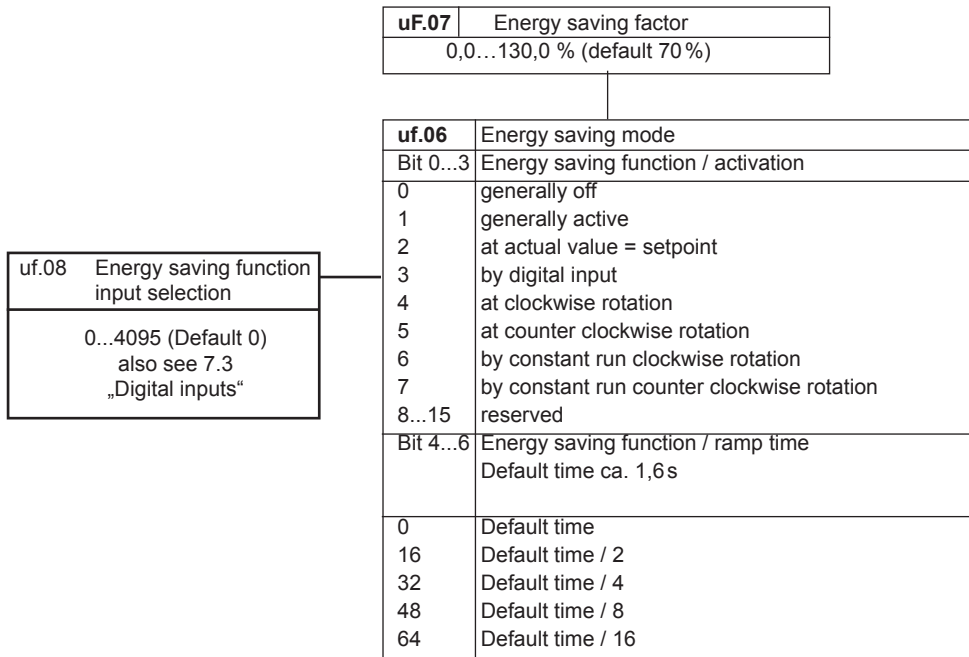 uF.07 Energy saving factor
0,0…130,0 % (default 70 %)
uf.06 Energy saving mode
Bit 0...3 Energy saving function / activation
0 generally off
1 generally active
2 at actual value = setpoint
3 by digital input
4 at clockwise rotation
5 at counter clockwise rotation
6 by constant run clockwise rotation
7 by constant run counter clockwise rotation
8...15 reserved
Bit 4...6 Energy saving function / ramp time
Default time ca. 1,6 s
0 Default time
16 Default time / 2
32 Default time / 4
48 Default time / 8
64 Default time / 16
uf.08 Energy saving function
input selection
0...4095 (Default 0)
also see 7.3
„Digital inputs“